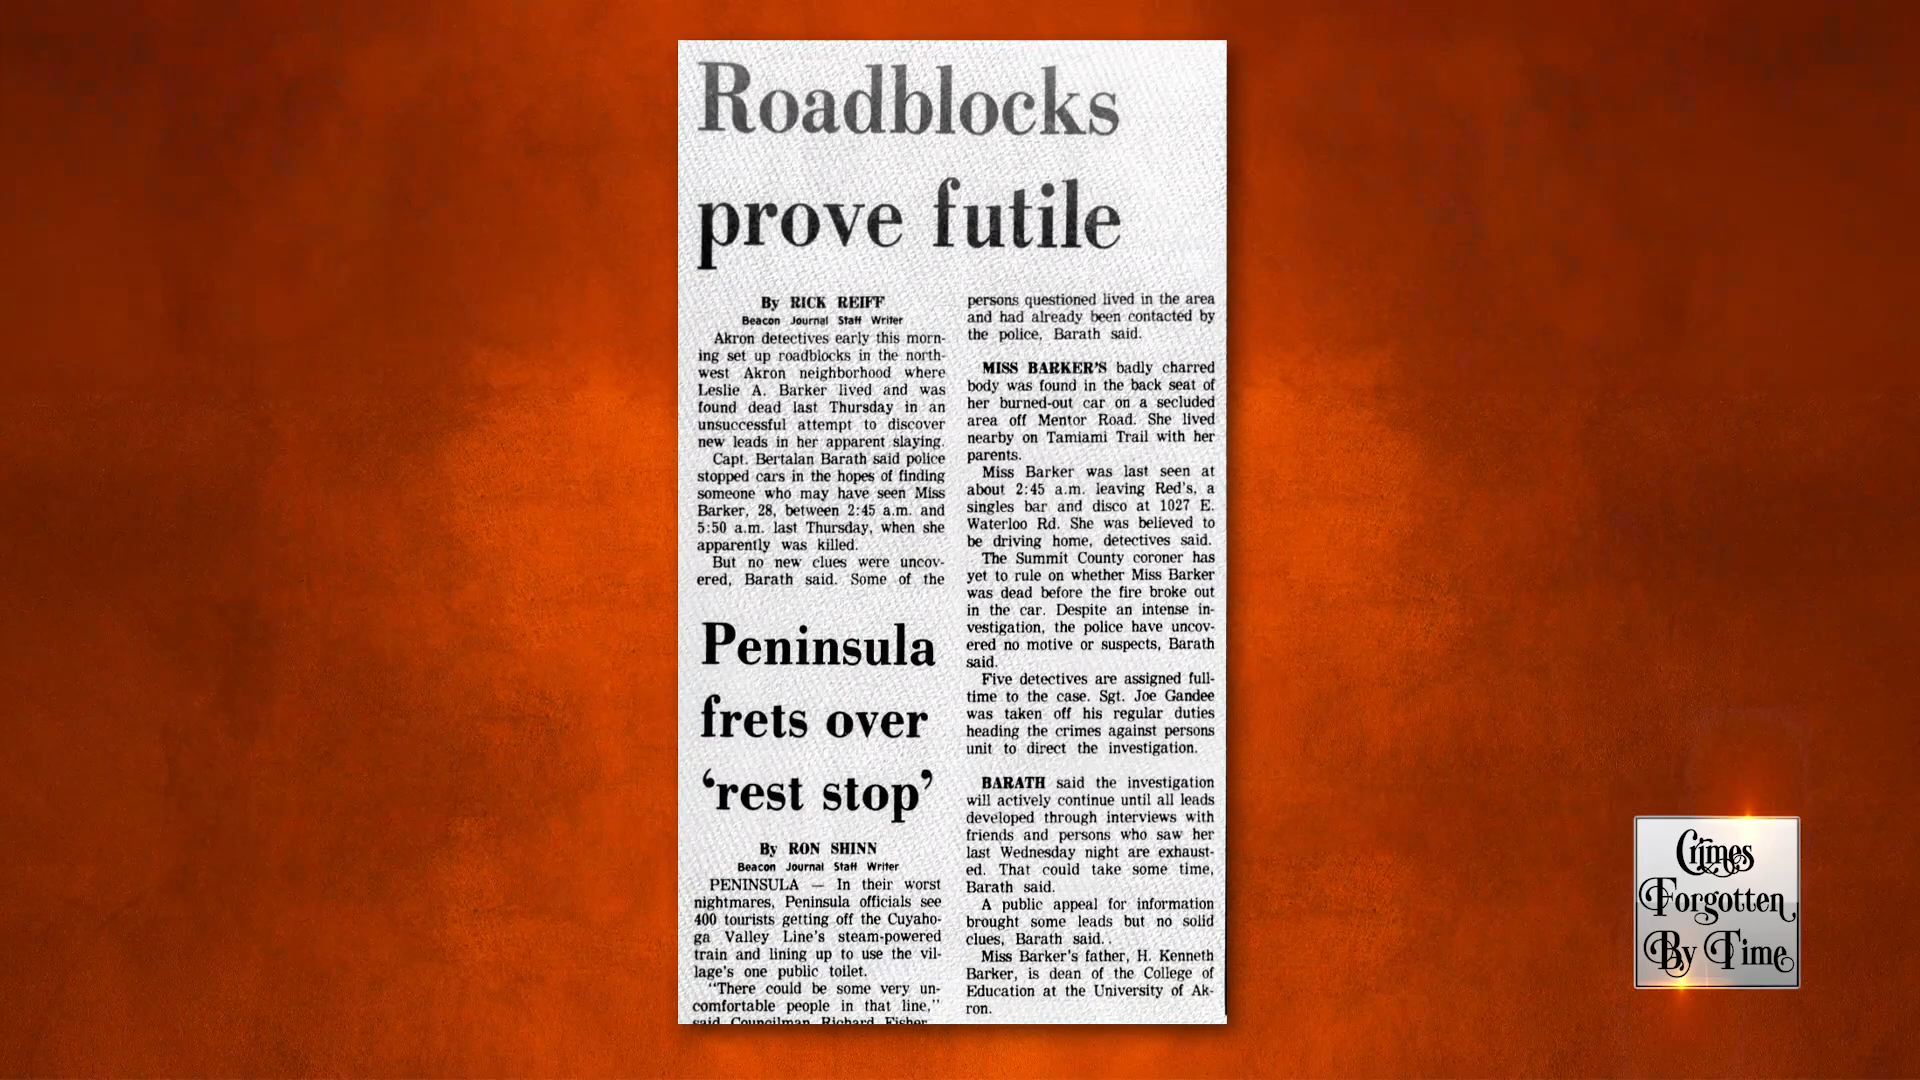 Roadblocks
prove futile
By RICK REIFF
Beacon Journal Staff Writer
Akron detectives early this morn-
ing set up roadblocks in the north-
west Akron neighborhood where
Leslie A. Barker lived and was
found dead last Thursday in an
unsuccessful attempt to discover
new leads in her apparent slaying.
Capt. Bertalan Barath said police
stopped cars in the hopes of finding
someone who may have seen Miss
Barker, 28, between 2:45 a.m. and
5:50 a.m. last Thursday, when she
apparently was killed.
But no new clues were uncov-
ered, Barath said. Some of the
persons questioned lived in the area
and had already been contacted by
the police, Barath said.
MISS BARKER'S badly charred
body was found in the back seat of
her burned-out car on a secluded
area off Mentor Road. She lived
nearby on Tamiami Trail with her
parents.
Miss Barker was last seen at
about 2:45 a.m. leaving Red's, a
singles bar and disco at 1027 E.
Waterloo Rd. She was believed to
be driving home, detectives said.
The Summit County coroner has
yet to rule on whether Miss Barker
was dead before the fire broke out
in the car. Despite an intense in-
vestigation, the police have uncov-
ered no motive or suspects, Barath
said.
Five detectives are assigned full-
time to the case. Sgt. Joe Gandee
was taken off his regular duties
heading the crimes against persons
unit to direct the investigation.
BARATH said the investigation
will actively continue until all leads
developed through interviews with
friends and persons who saw her
last Wednesday night are exhaust-
ed. That could take some time,
Barath said.
A public appeal for information
brought some leads but no solid
clues, Barath said..
Miss Barker's father, H. Kenneth
Barker, is dean of the College of
Education at the University of Ak-
ron.
Peninsula
frets over
‘rest stop’
By RON SHINN
Beacon Journal Staff Writer
PENINSULA — In their worst
nightmares, Peninsula officials see
400 tourists getting off the Cuyaho-
ga Valley Line's steam-powered
train and lining up to use the vil-
lage's one public toilet.
"There could be some very un-
comfortable people in that line,"
said Councilman Richard Fisher
Crimes
Forgotten
By Time